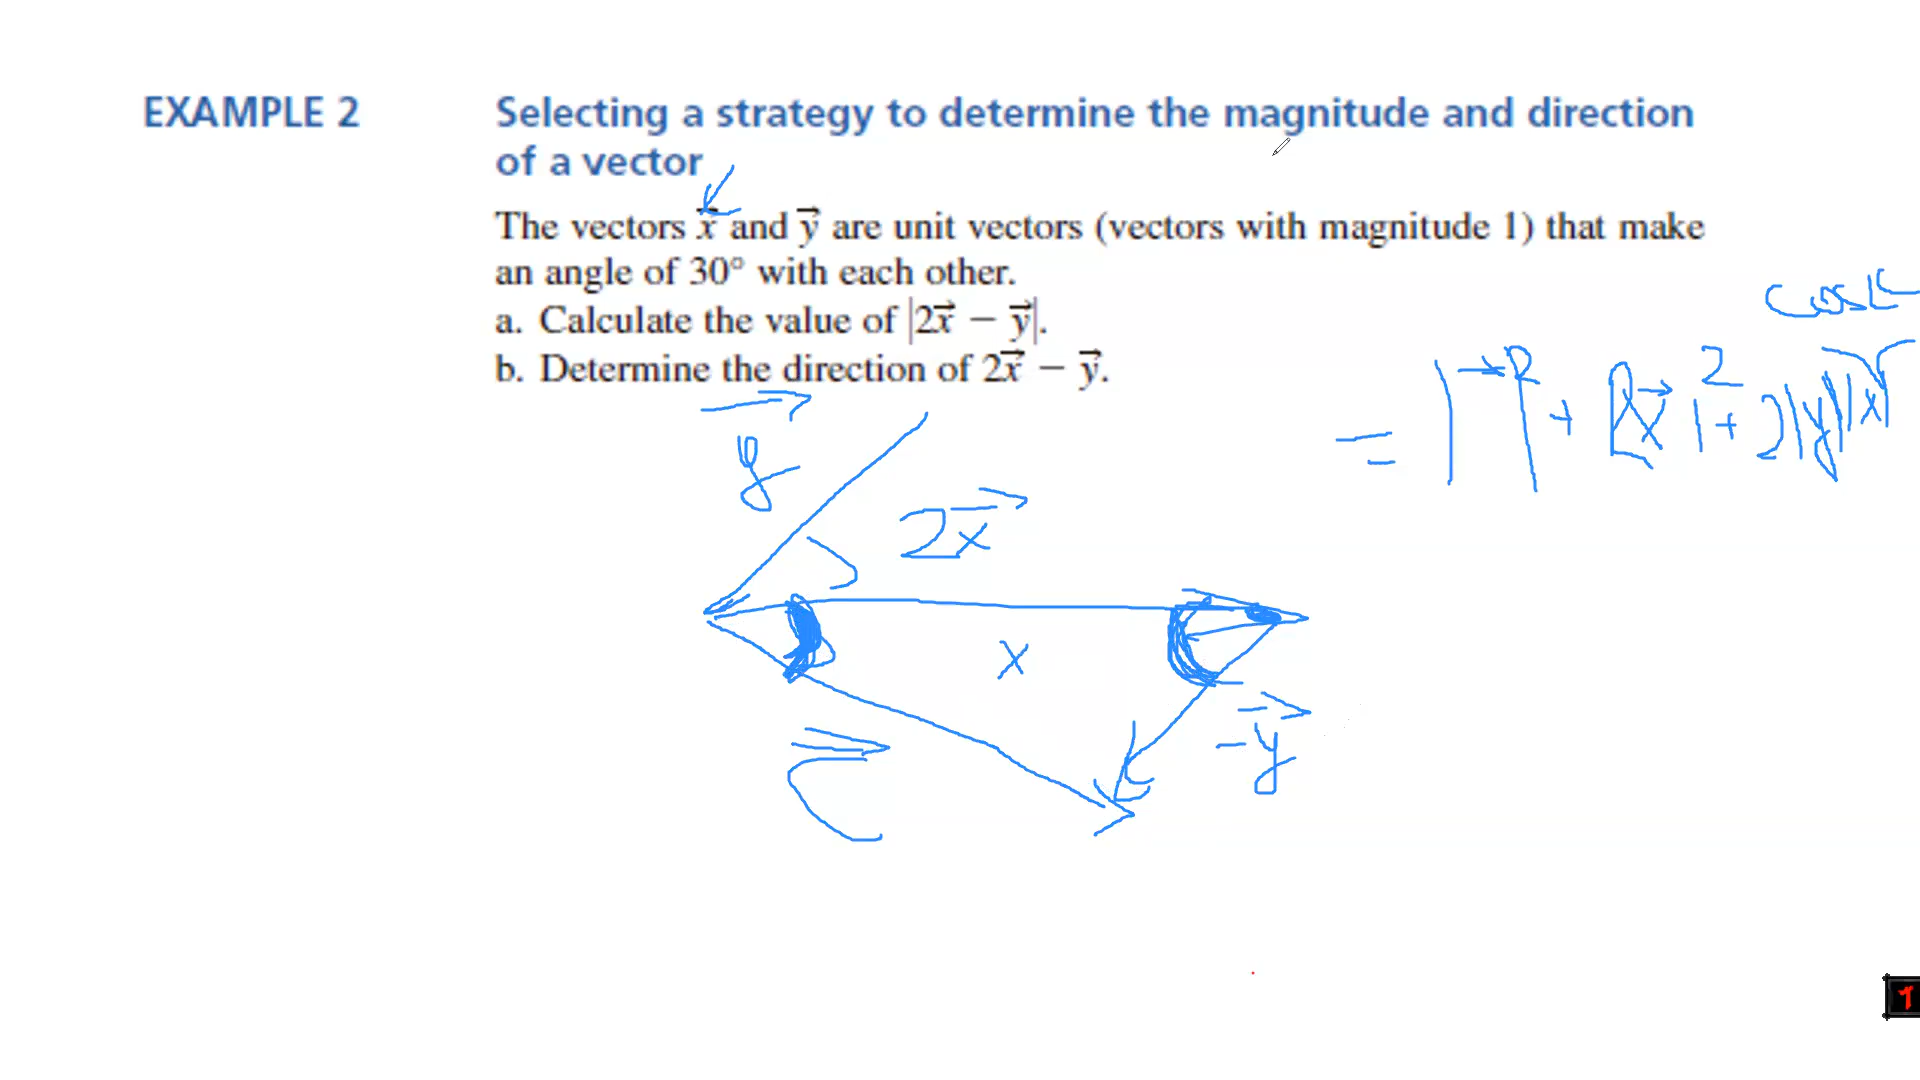 EXAMPLE 2 Selecting a strategy to determine the magnitude and direction
of a vector
The vectors x⃗ and y⃗ are unit vectors (vectors with magnitude 1) that make
an angle of 30° with each other.
a. Calculate the value of |2x⃗ − y⃗|.
b. Determine the direction of 2x⃗ − y⃗.
y⃗
2x⃗
x
−y⃗
1